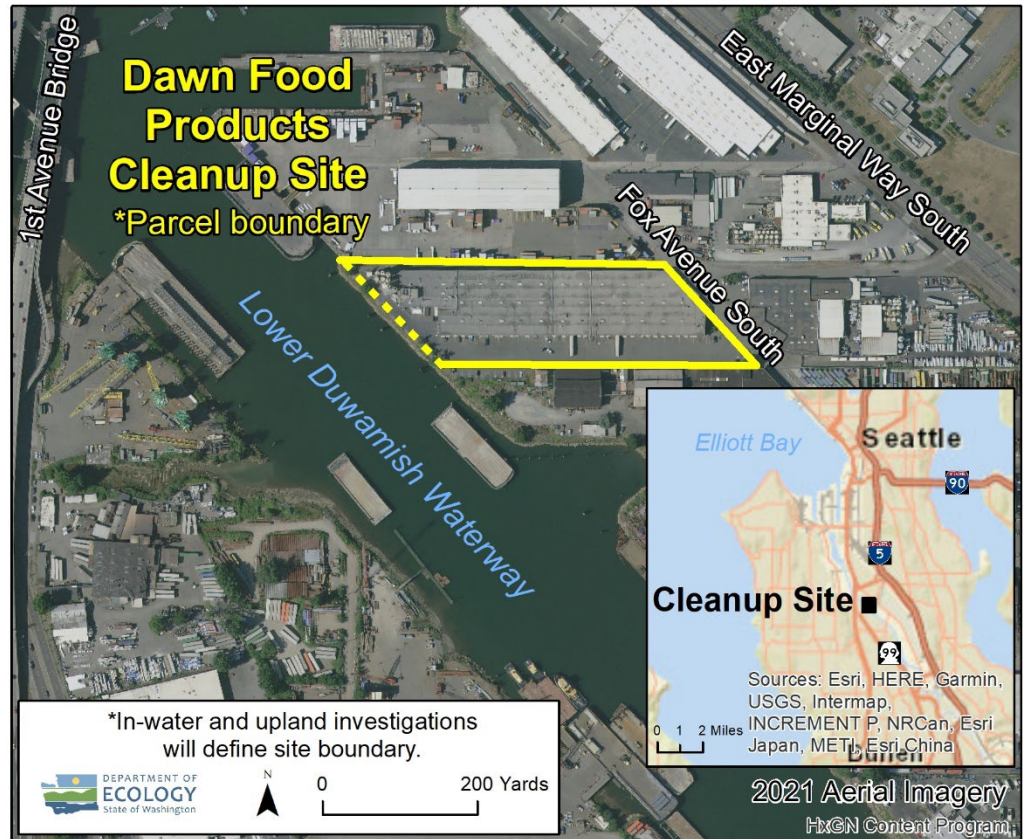 Dawn Food
Products
Cleanup Site
*Parcel boundary
1st Avenue Bridge
East Marginal Way South
Fox Avenue South
Lower Duwamish Waterway
Elliott Bay
Seattle
90
5
Cleanup Site
99
Sources: Esri, HERE, Garmin,
USGS, Intermap,
INCREMENT P, NRCan, Esri
Japan, METI, Esri China
0 1 2 Miles
Burien
*In-water and upland investigations
will define site boundary.
DEPARTMENT OF
ECOLOGY
State of Washington
N
0 200 Yards
2021 Aerial Imagery
HxGN Content Program